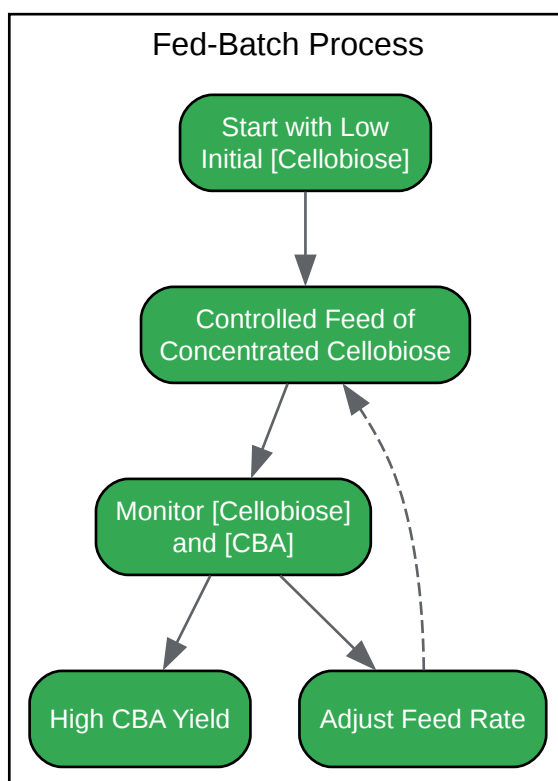 Fed-Batch Process
Start with Low
Initial [Cellobiose]
Controlled Feed of
Concentrated Cellobiose
Monitor [Cellobiose]
and [CBA]
High CBA Yield
Adjust Feed Rate